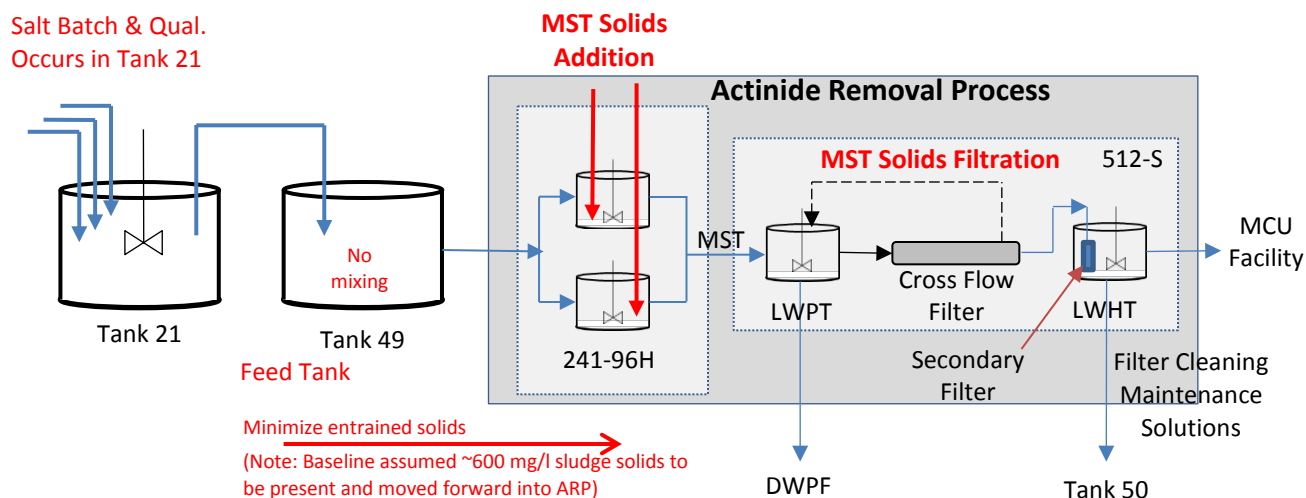 Salt Batch & Qual.
Occurs in Tank 21
MST Solids
Addition
Actinide Removal Process
MST Solids Filtration
512-S
No
mixing
MST
MCU
Facility
Cross Flow
Filter
LWPT
LWHT
Tank 21
Tank 49
241-96H
Feed Tank
Secondary
Filter
Filter Cleaning
Maintenance
Solutions
Minimize entrained solids
(Note: Baseline assumed ~600 mg/l sludge solids to
be present and moved forward into ARP)
DWPF
Tank 50